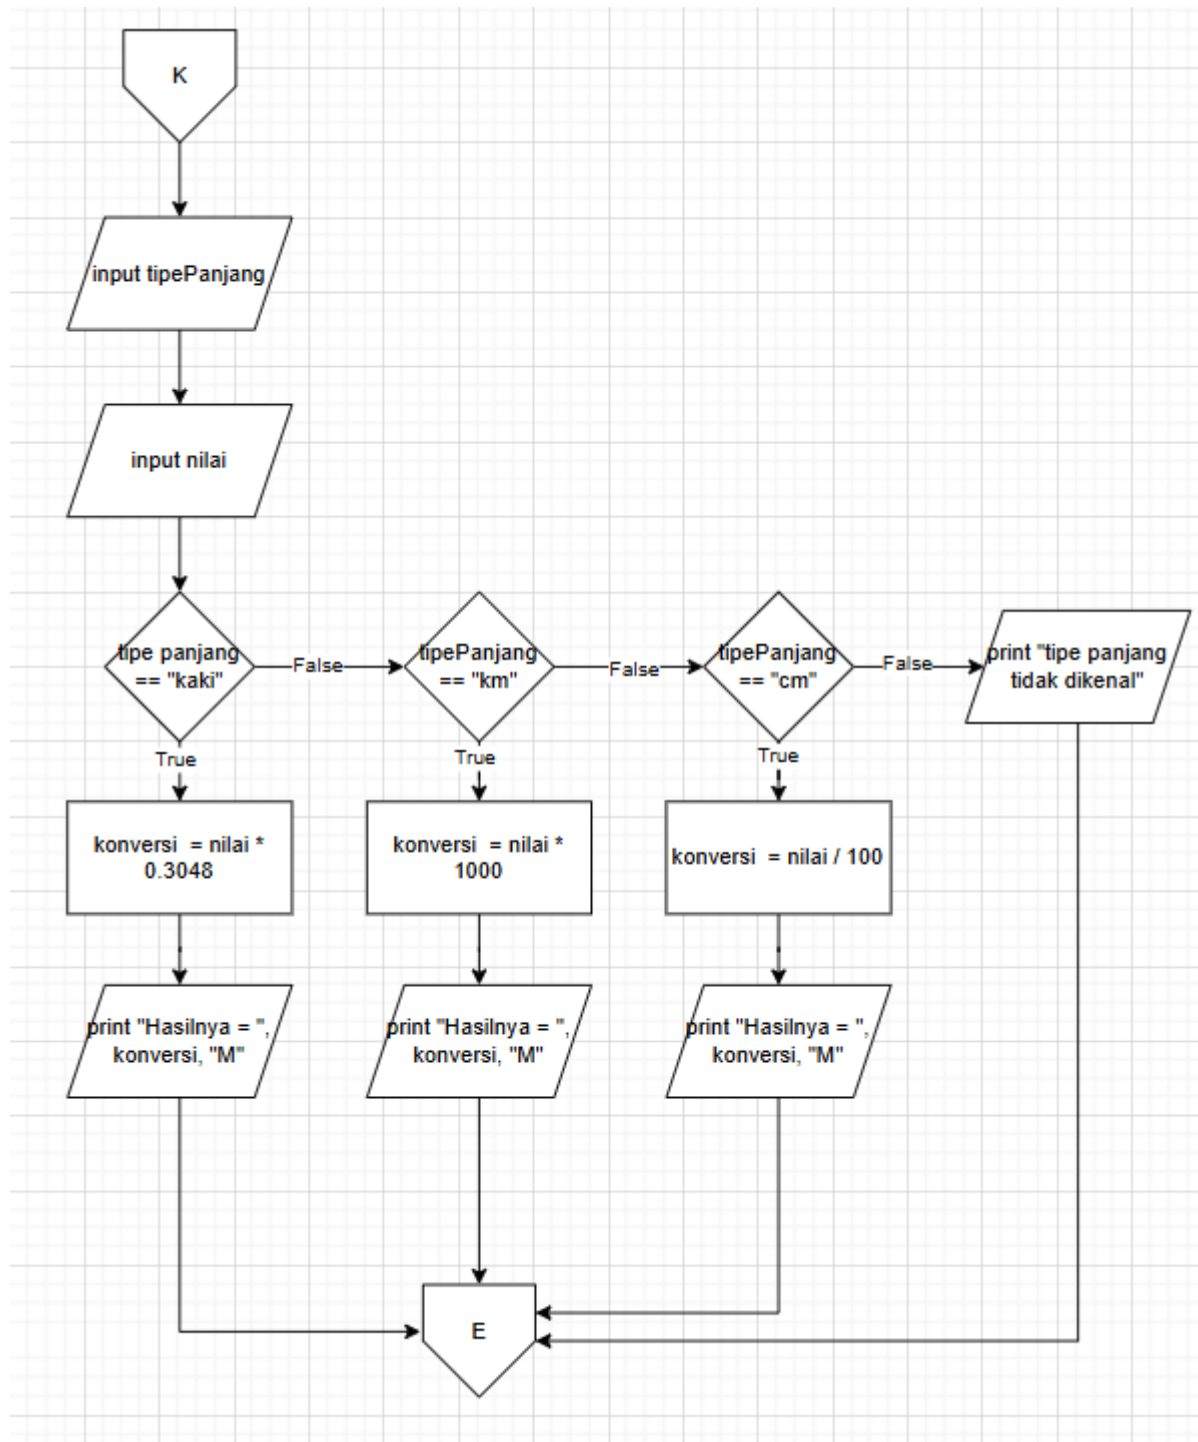 K
input tipePanjang
input nilai
tipe panjang
== "kaki"
False
tipePanjang
== "km"
False
tipePanjang
== "cm"
False
print "tipe panjang
tidak dikenal"
True
True
True
konversi  = nilai *
0.3048
konversi  = nilai *
1000
konversi  = nilai / 100
print "Hasilnya = ",
konversi, "M"
print "Hasilnya = ",
konversi, "M"
print "Hasilnya = ",
konversi, "M"
E